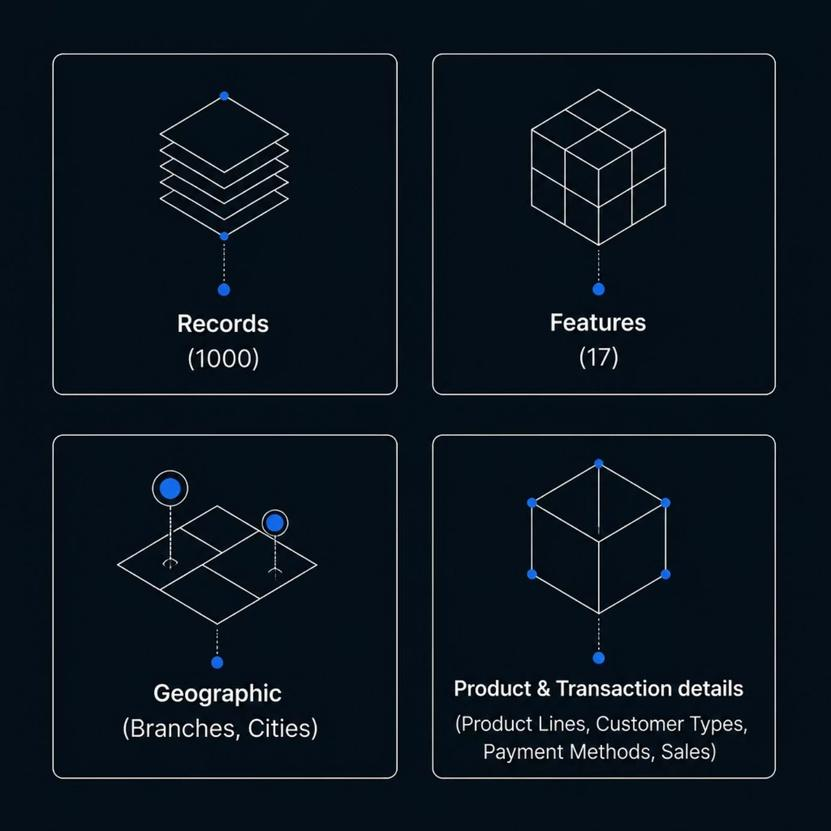 Records
(1000)
Features
(17)
Geographic
(Branches, Cities)
Product & Transaction details
(Product Lines, Customer Types,
Payment Methods, Sales)